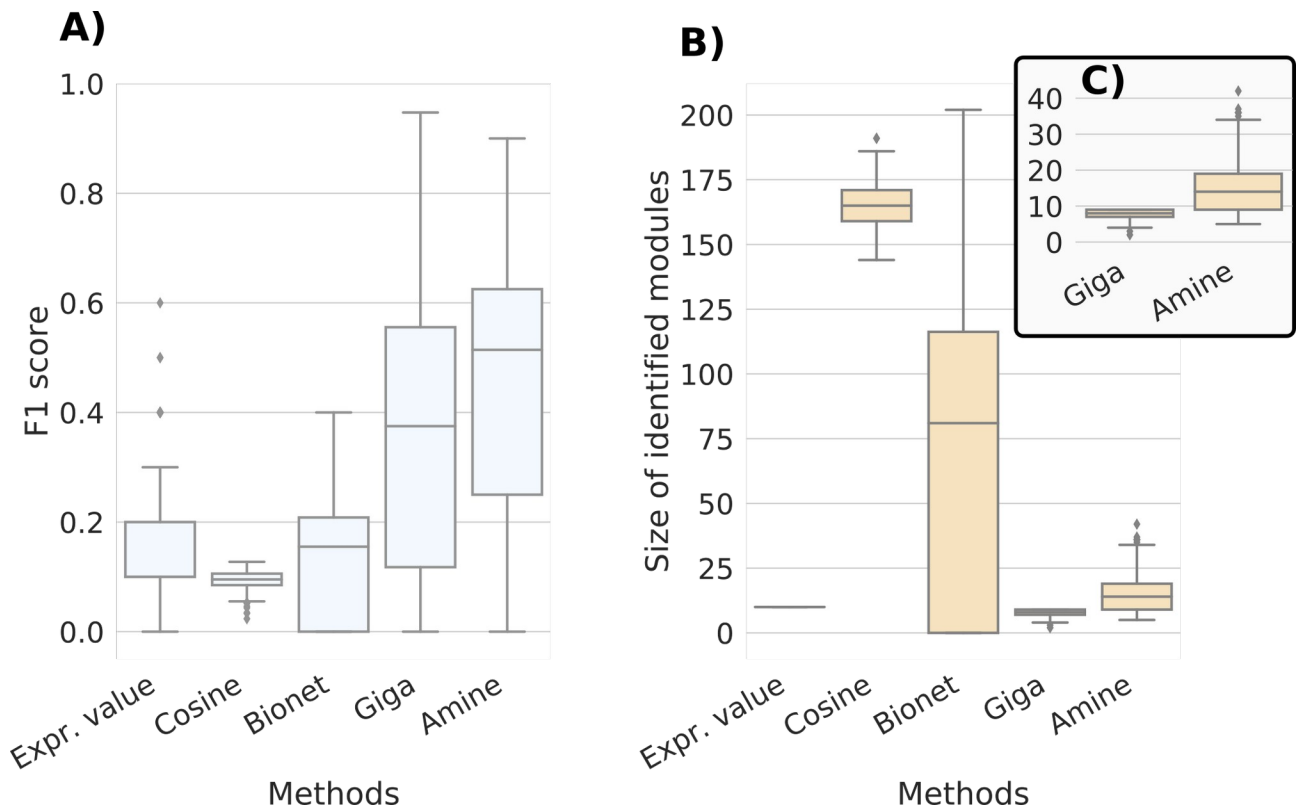 A)
1.0
0.8
0.6
0.4
0.2
0.0
F1 score
Expr. value
Cosine
Bionet
Giga
Amine
Methods
B)
200
175
150
125
100
75
50
25
0
Size of identified modules
Expr. value
Cosine
Bionet
Giga
Amine
Methods
C)
40
30
20
10
0
Giga
Amine